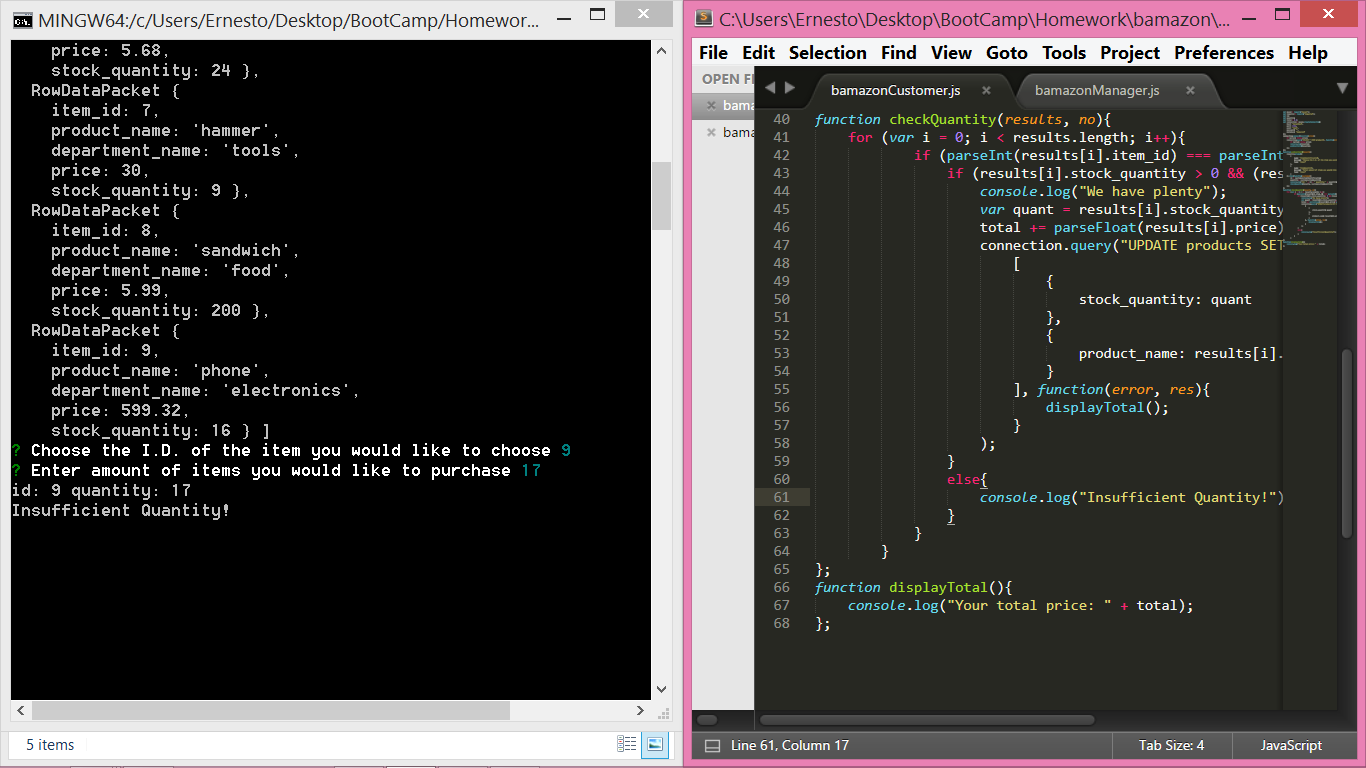 MINGW64:/c/Users/Ernesto/Desktop/BootCamp/Homewor...
price: 5.68,
stock_quantity: 24 },
RowDataPacket {
item_id: 7,
product_name: 'hammer',
department_name: 'tools',
price: 30,
stock_quantity: 9 },
RowDataPacket {
item_id: 8,
product_name: 'sandwich',
department_name: 'food',
price: 5.99,
stock_quantity: 200 },
RowDataPacket {
item_id: 9,
product_name: 'phone',
department_name: 'electronics',
price: 599.32,
stock_quantity: 16 } ]
? Choose the I.D. of the item you would like to choose 9
? Enter amount of items you would like to purchase 17
id: 9 quantity: 17
Insufficient Quantity!
5 items
C:\Users\Ernesto\Desktop\BootCamp\Homework\bamazon\...
File Edit Selection Find View Goto Tools Project Preferences Help
OPEN FI
bama
bama
bamazonCustomer.js
bamazonManager.js
40 function checkQuantity(results, no){
41 for (var i = 0; i < results.length; i++){
42 if (parseInt(results[i].item_id) === parseInt
43 if (results[i].stock_quantity > 0 && (res
44 console.log("We have plenty");
45 var quant = results[i].stock_quantity
46 total += parseFloat(results[i].price)
47 connection.query("UPDATE products SET
48 [
49 {
50 stock_quantity: quant
51 },
52 {
53 product_name: results[i].
54 }
55 ], function(error, res){
56 displayTotal();
57 }
58 );
59 }
60 else{
61 console.log("Insufficient Quantity!")
62 }
63 }
64 }
65 };
66 function displayTotal(){
67 console.log("Your total price: " + total);
68 };
Line 61, Column 17
Tab Size: 4
JavaScript